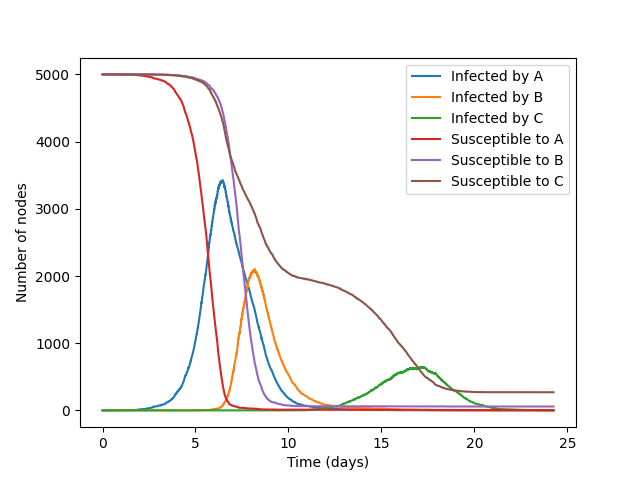 5000
4000
3000
2000
1000
0
Number of nodes
Infected by A
Infected by B
Infected by C
Susceptible to A
Susceptible to B
Susceptible to C
0 5 10 15 20 25
Time (days)